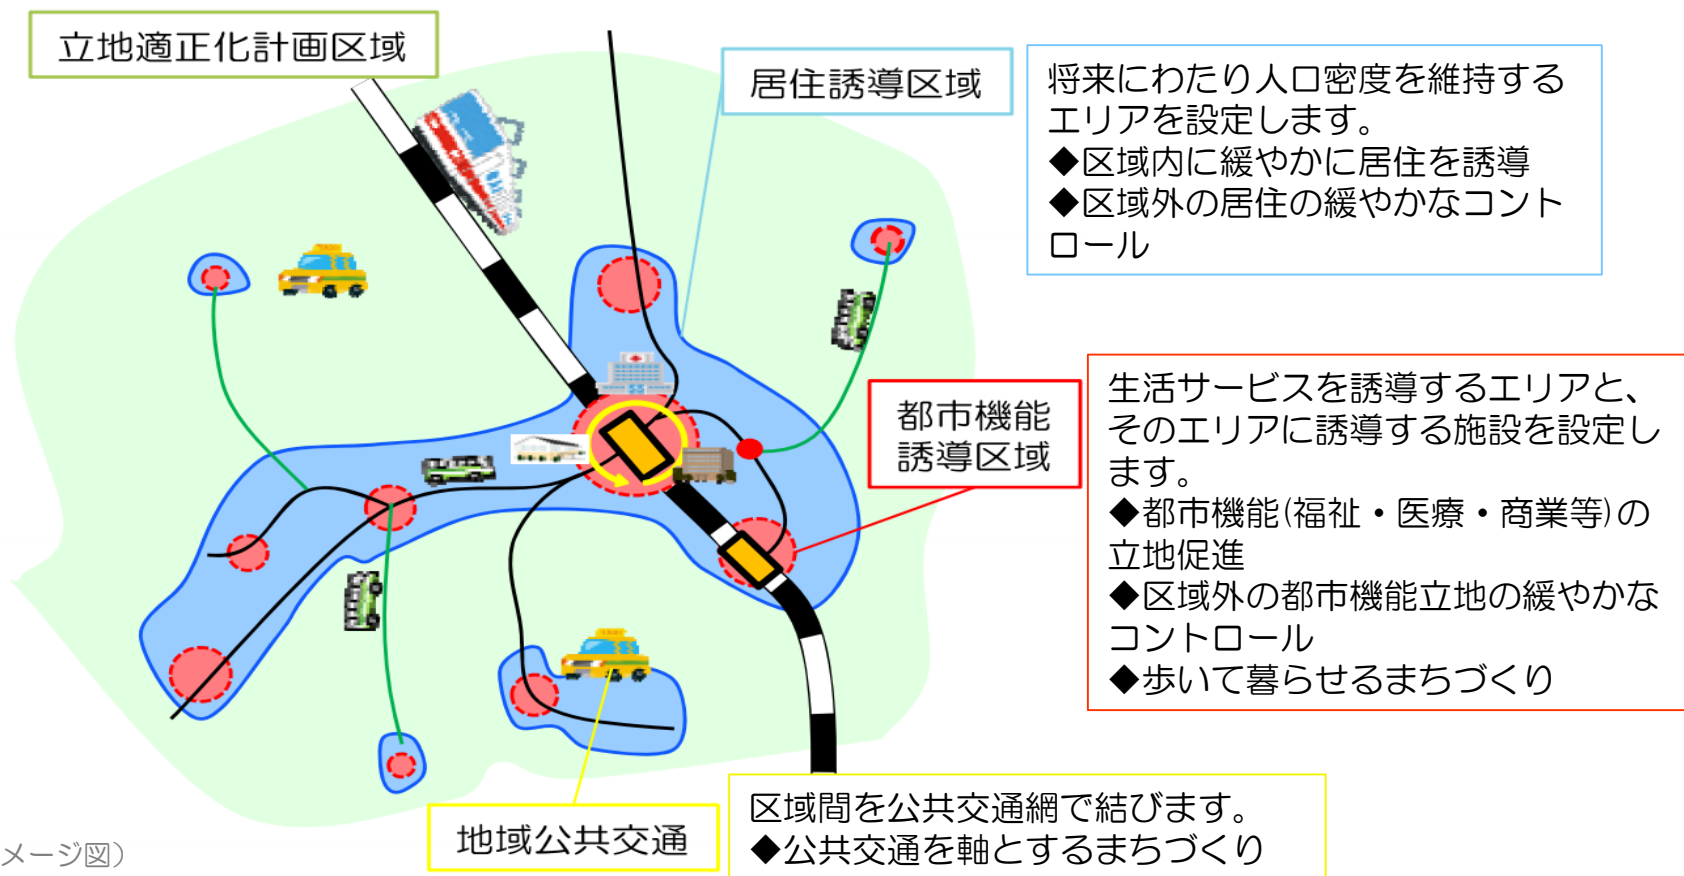 立地適正化計画区域
居住誘導区域
将来にわたり人口密度を維持する
エリアを設定します。
◆区域内に緩やかに居住を誘導
◆区域外の居住の緩やかなコント
ロール
都市機能
誘導区域
生活サービスを誘導するエリアと、
そのエリアに誘導する施設を設定し
ます。
◆都市機能(福祉・医療・商業等)の
立地促進
◆区域外の都市機能立地の緩やかな
コントロール
◆歩いて暮らせるまちづくり
地域公共交通
区域間を公共交通網で結びます。
◆公共交通を軸とするまちづくり
メージ図）